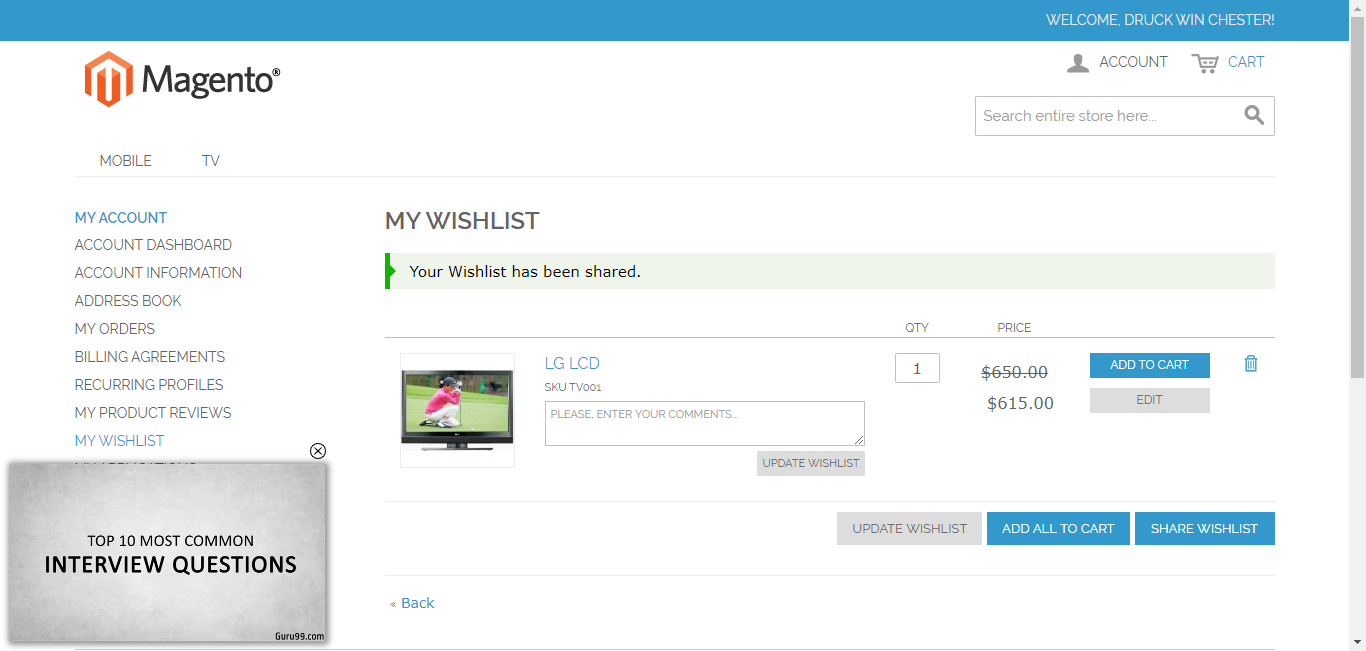 WELCOME, DRUCK WIN CHESTER!
Magento®
ACCOUNT
CART
Search entire store here...
MOBILE
TV
MY ACCOUNT
ACCOUNT DASHBOARD
ACCOUNT INFORMATION
ADDRESS BOOK
MY ORDERS
BILLING AGREEMENTS
RECURRING PROFILES
MY PRODUCT REVIEWS
MY WISHLIST
TOP 10 MOST COMMON
INTERVIEW QUESTIONS
Guru99.com
MY WISHLIST
Your Wishlist has been shared.
QTY PRICE
LG LCD
SKU TV001
PLEASE, ENTER YOUR COMMENTS...
UPDATE WISHLIST
1
$650.00
$615.00
ADD TO CART
EDIT
UPDATE WISHLIST ADD ALL TO CART SHARE WISHLIST
« Back